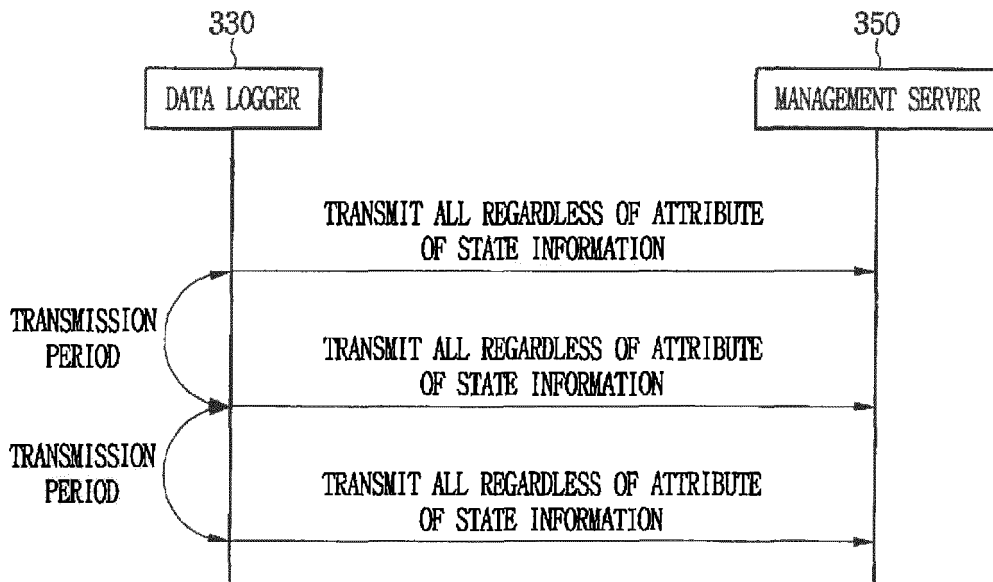 330
350
DATA LOGGER
MANAGEMENT SERVER
TRANSMIT ALL REGARDLESS OF ATTRIBUTE
OF STATE INFORMATION
TRANSMISSION
PERIOD
TRANSMIT ALL REGARDLESS OF ATTRIBUTE
OF STATE INFORMATION
TRANSMISSION
PERIOD
TRANSMIT ALL REGARDLESS OF ATTRIBUTE
OF STATE INFORMATION